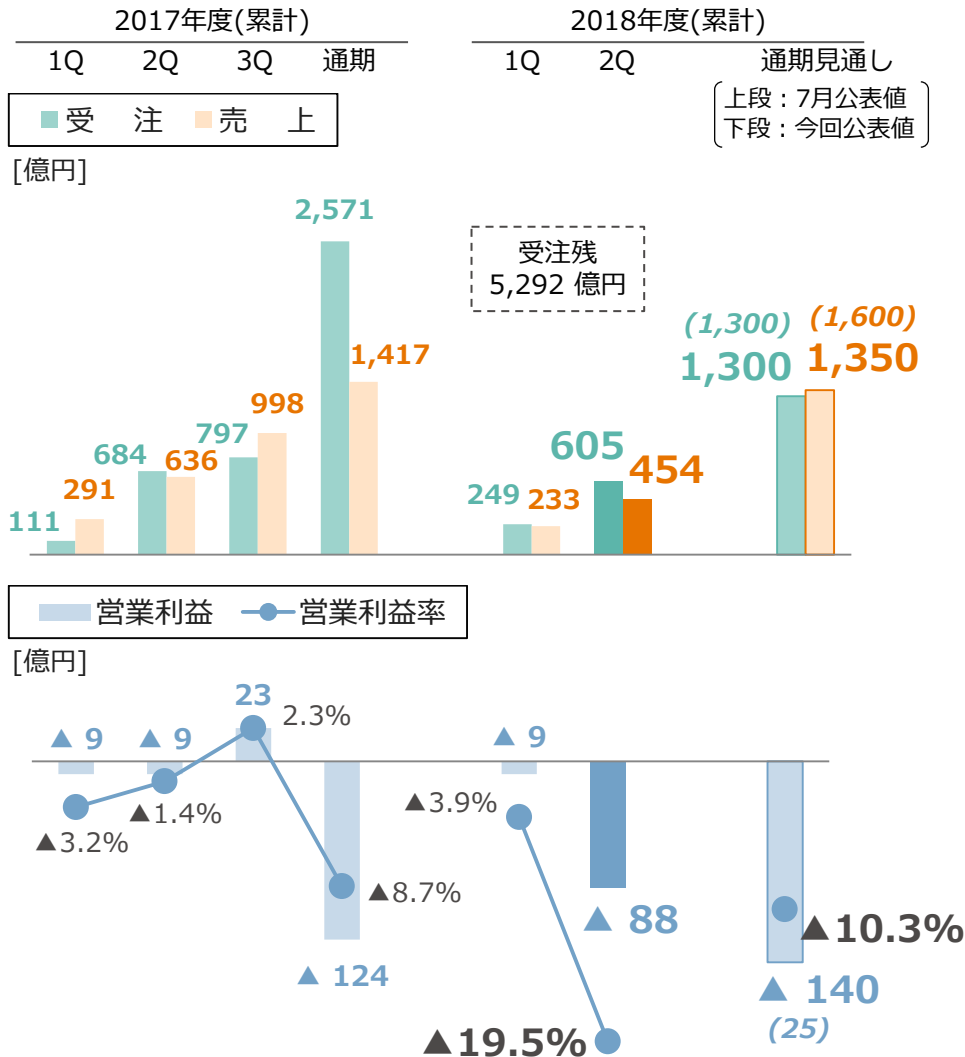 2017年度(累計)
2018年度(累計)
1Q 2Q 3Q 通期
1Q 2Q 通期見通し
上段：7月公表値
下段：今回公表値
受 注 売 上
[億円]
2,571
受注残
5,292 億円
(1,300) (1,600)
1,300 1,350
1,417
998
797
684 636
605
454
291
249 233
111
営業利益 営業利益率
[億円]
23
2.3%
▲ 9 ▲ 9
▲ 9
▲3.2%
▲1.4%
▲3.9%
▲8.7%
▲ 88
▲10.3%
▲ 124
▲ 140
(25)
▲19.5%